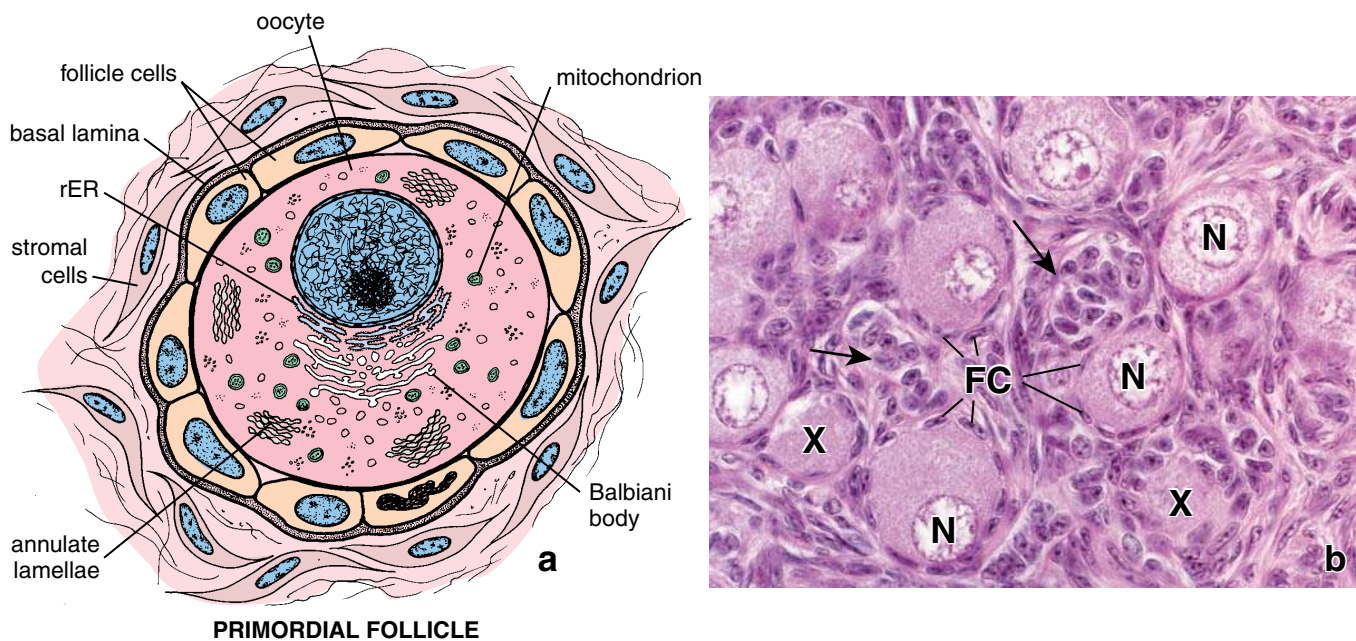 oocyte
follicle cells
mitochondrion
basal lamina
rER
stromal
cells
N
FC
N
X
X
N
Balbiani
body
annulate
lamellae
a
b
PRIMORDIAL FOLLICLE